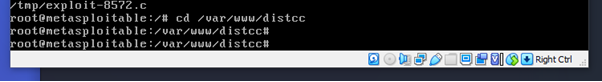 /tmp/exploit-8572.c
root@metasploitable:/# cd /var/www/distcc
root@metasploitable:/var/www/distcc#
root@metasploitable:/var/www/distcc#
Right Ctrl